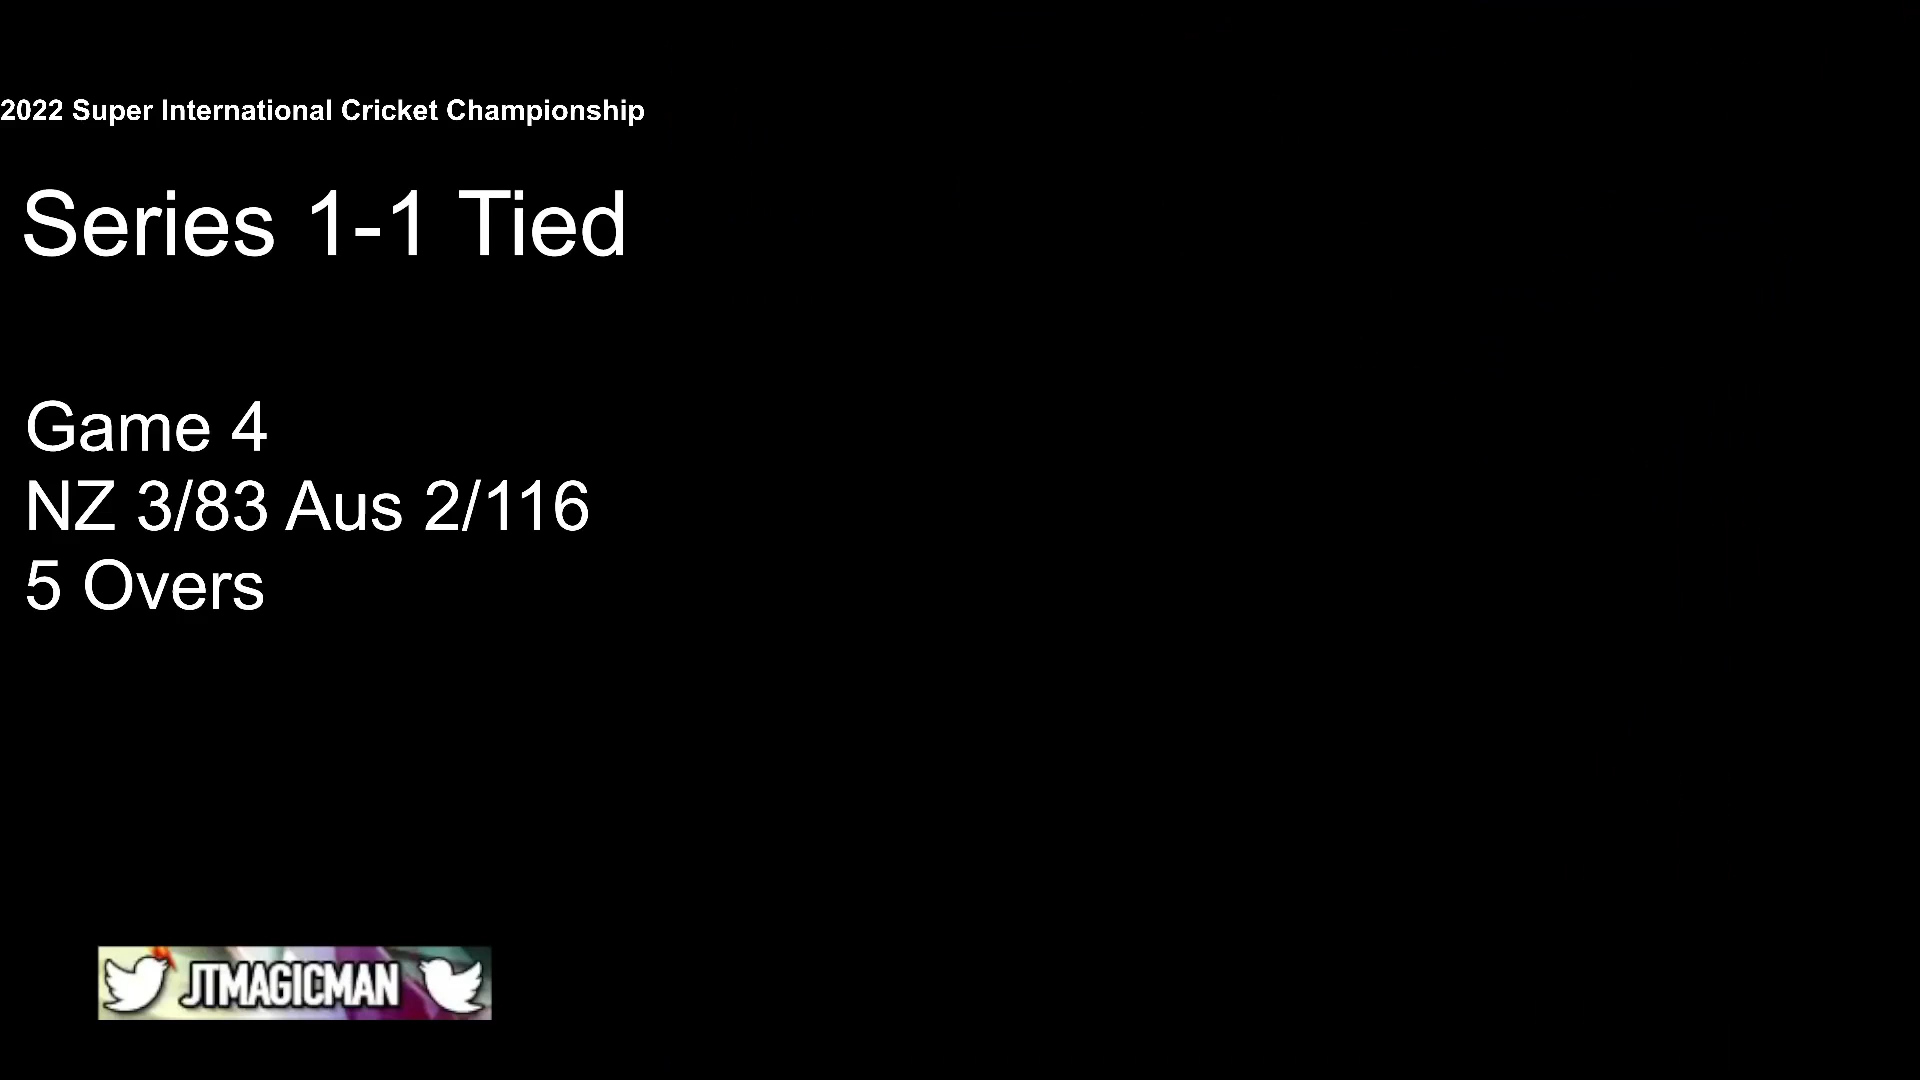 2022 Super International Cricket Championship
Series 1-1 Tied
Game 4
NZ 3/83 Aus 2/116
5 Overs
JTMAGICMAN